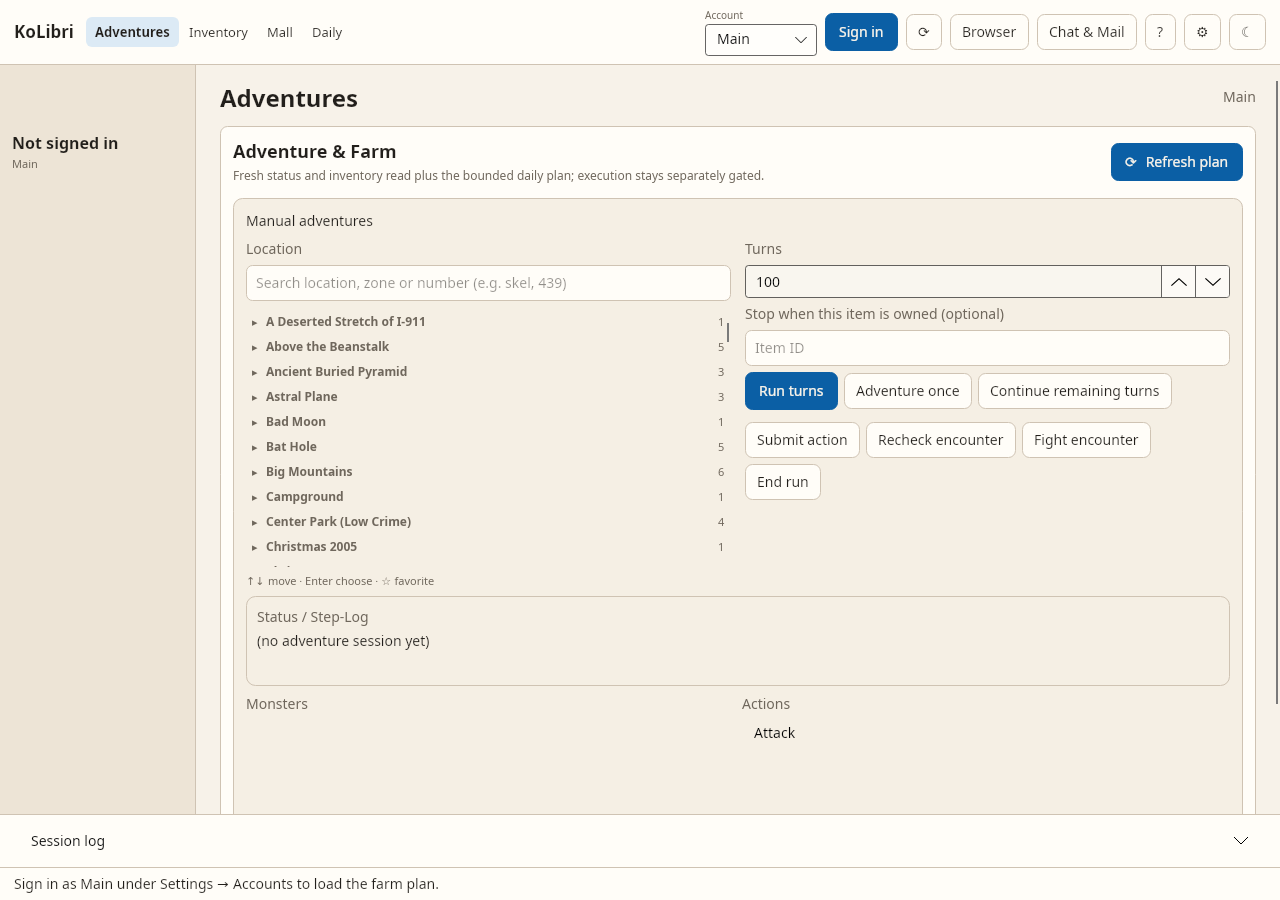 KoLibri
Adventures
Inventory
Mall
Daily
Account
Main
Sign in
⟳
Browser
Chat & Mail
?
⚙
☾
Not signed in
Main
Adventures
Main
Adventure & Farm
Fresh status and inventory read plus the bounded daily plan; execution stays separately gated.
⟳ Refresh plan
Manual adventures
Location
Search location, zone or number (e.g. skel, 439)
▸ A Deserted Stretch of I-911 1
▸ Above the Beanstalk 5
▸ Ancient Buried Pyramid 3
▸ Astral Plane 3
▸ Bad Moon 1
▸ Bat Hole 5
▸ Big Mountains 6
▸ Campground 1
▸ Center Park (Low Crime) 4
▸ Christmas 2005 1
↑↓ move · Enter choose · ☆ favorite
Turns
100
Stop when this item is owned (optional)
Item ID
Run turns
Adventure once
Continue remaining turns
Submit action
Recheck encounter
Fight encounter
End run
Status / Step-Log
(no adventure session yet)
Monsters
Actions
Attack
Session log
Sign in as Main under Settings → Accounts to load the farm plan.